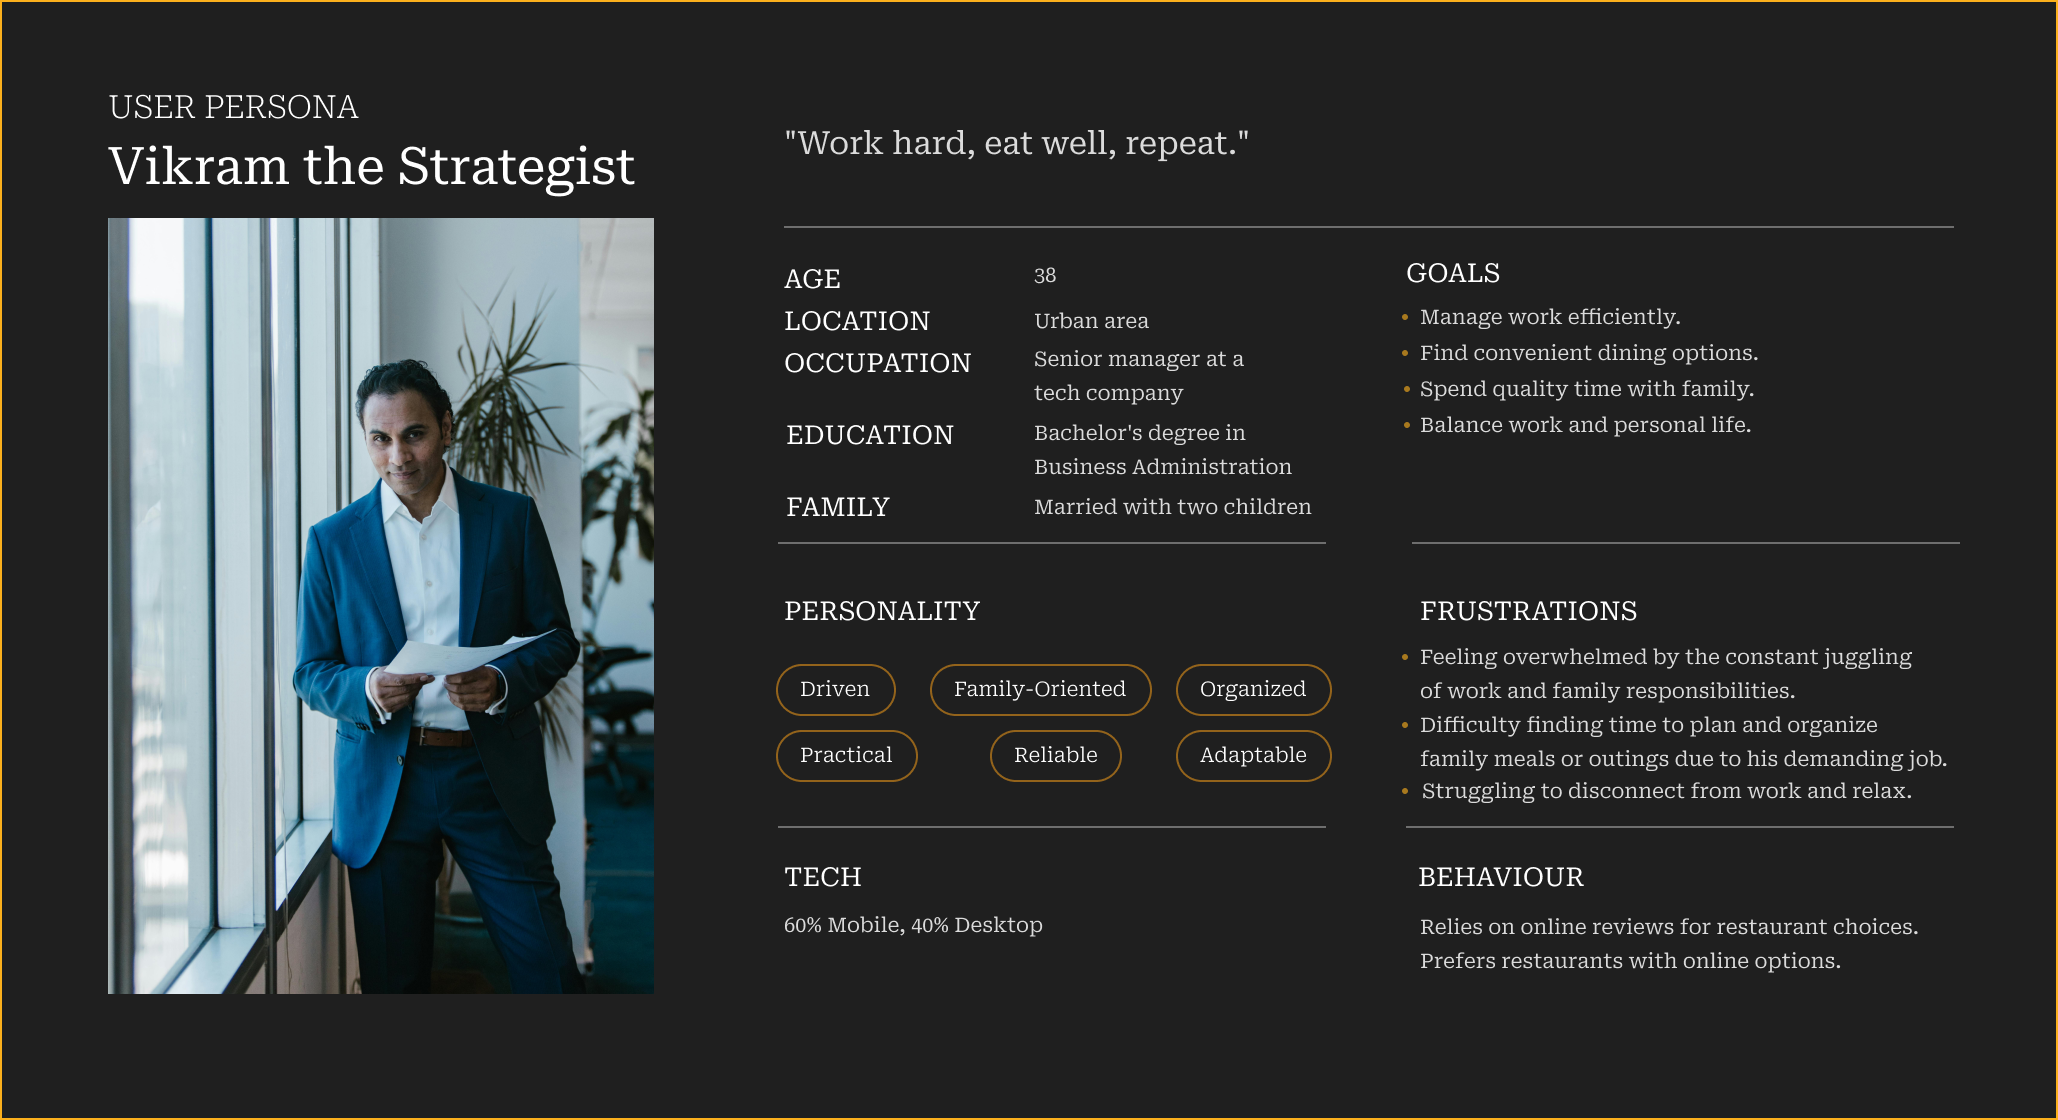 USER PERSONA
Vikram the Strategist
"Work hard, eat well, repeat."
AGE
38
LOCATION
Urban area
OCCUPATION
Senior manager at a
tech company
EDUCATION
Bachelor's degree in
Business Administration
FAMILY
Married with two children
GOALS
• Manage work efficiently.
• Find convenient dining options.
• Spend quality time with family.
• Balance work and personal life.
PERSONALITY
Driven
Family-Oriented
Organized
Practical
Reliable
Adaptable
FRUSTRATIONS
• Feeling overwhelmed by the constant juggling
of work and family responsibilities.
• Difficulty finding time to plan and organize
family meals or outings due to his demanding job.
• Struggling to disconnect from work and relax.
TECH
60% Mobile, 40% Desktop
BEHAVIOUR
Relies on online reviews for restaurant choices.
Prefers restaurants with online options.